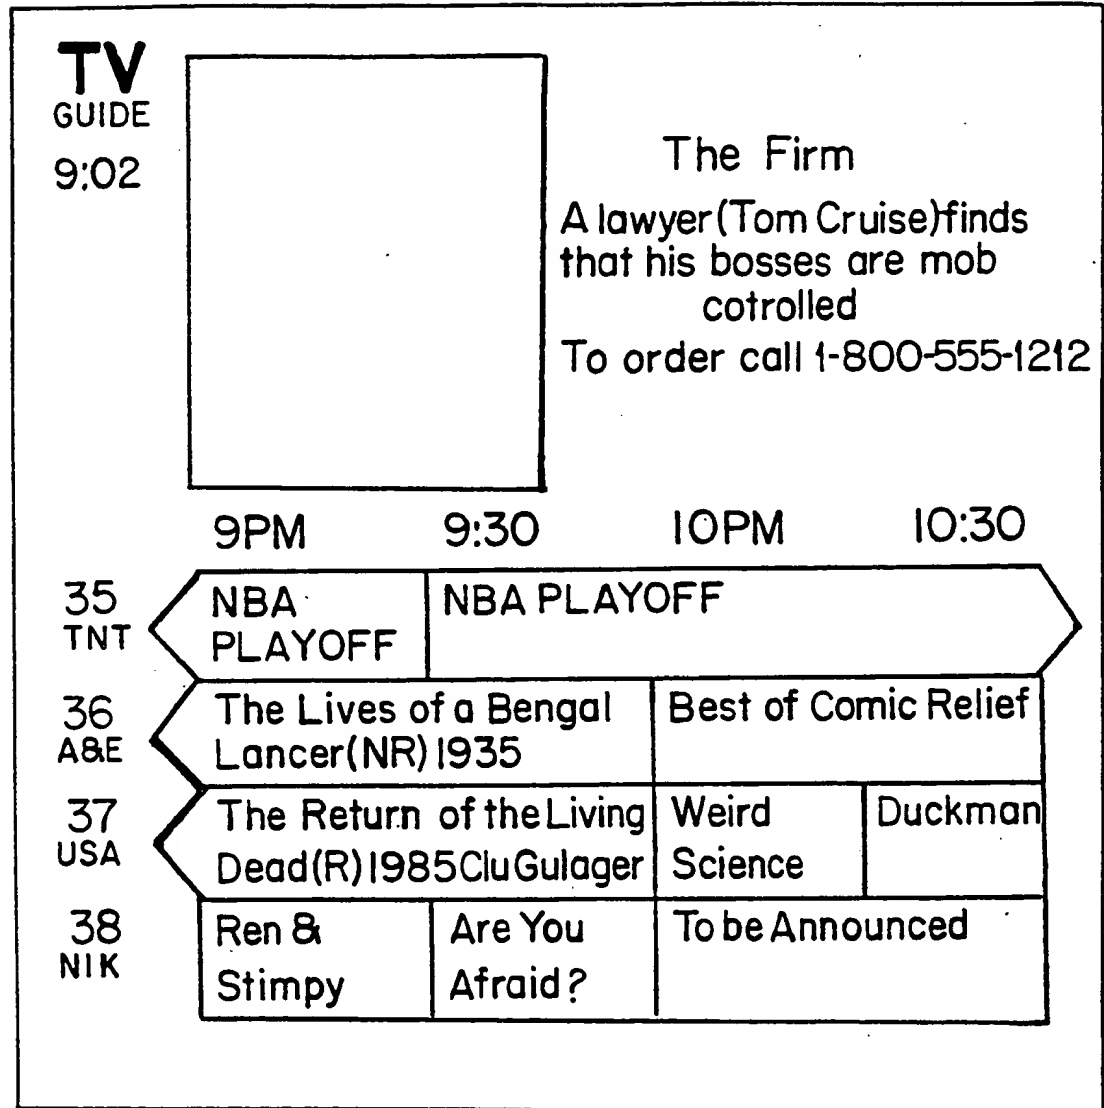 TV
GUIDE
9:02
The Firm
A lawyer (Tom Cruise) finds
that his bosses are mob
cotrolled
To order call 1-800-555-1212
9PM 9:30 10PM 10:30
35
TNT
NBA
PLAYOFF
NBA PLAYOFF
36
A&E
The Lives of a Bengal
Lancer (NR) 1935
Best of Comic Relief
37
USA
The Return of the Living
Dead (R) 1985 Clu Gulager
Weird
Science
Duckman
38
NIK
Ren &
Stimpy
Are You
Afraid?
To be Announced